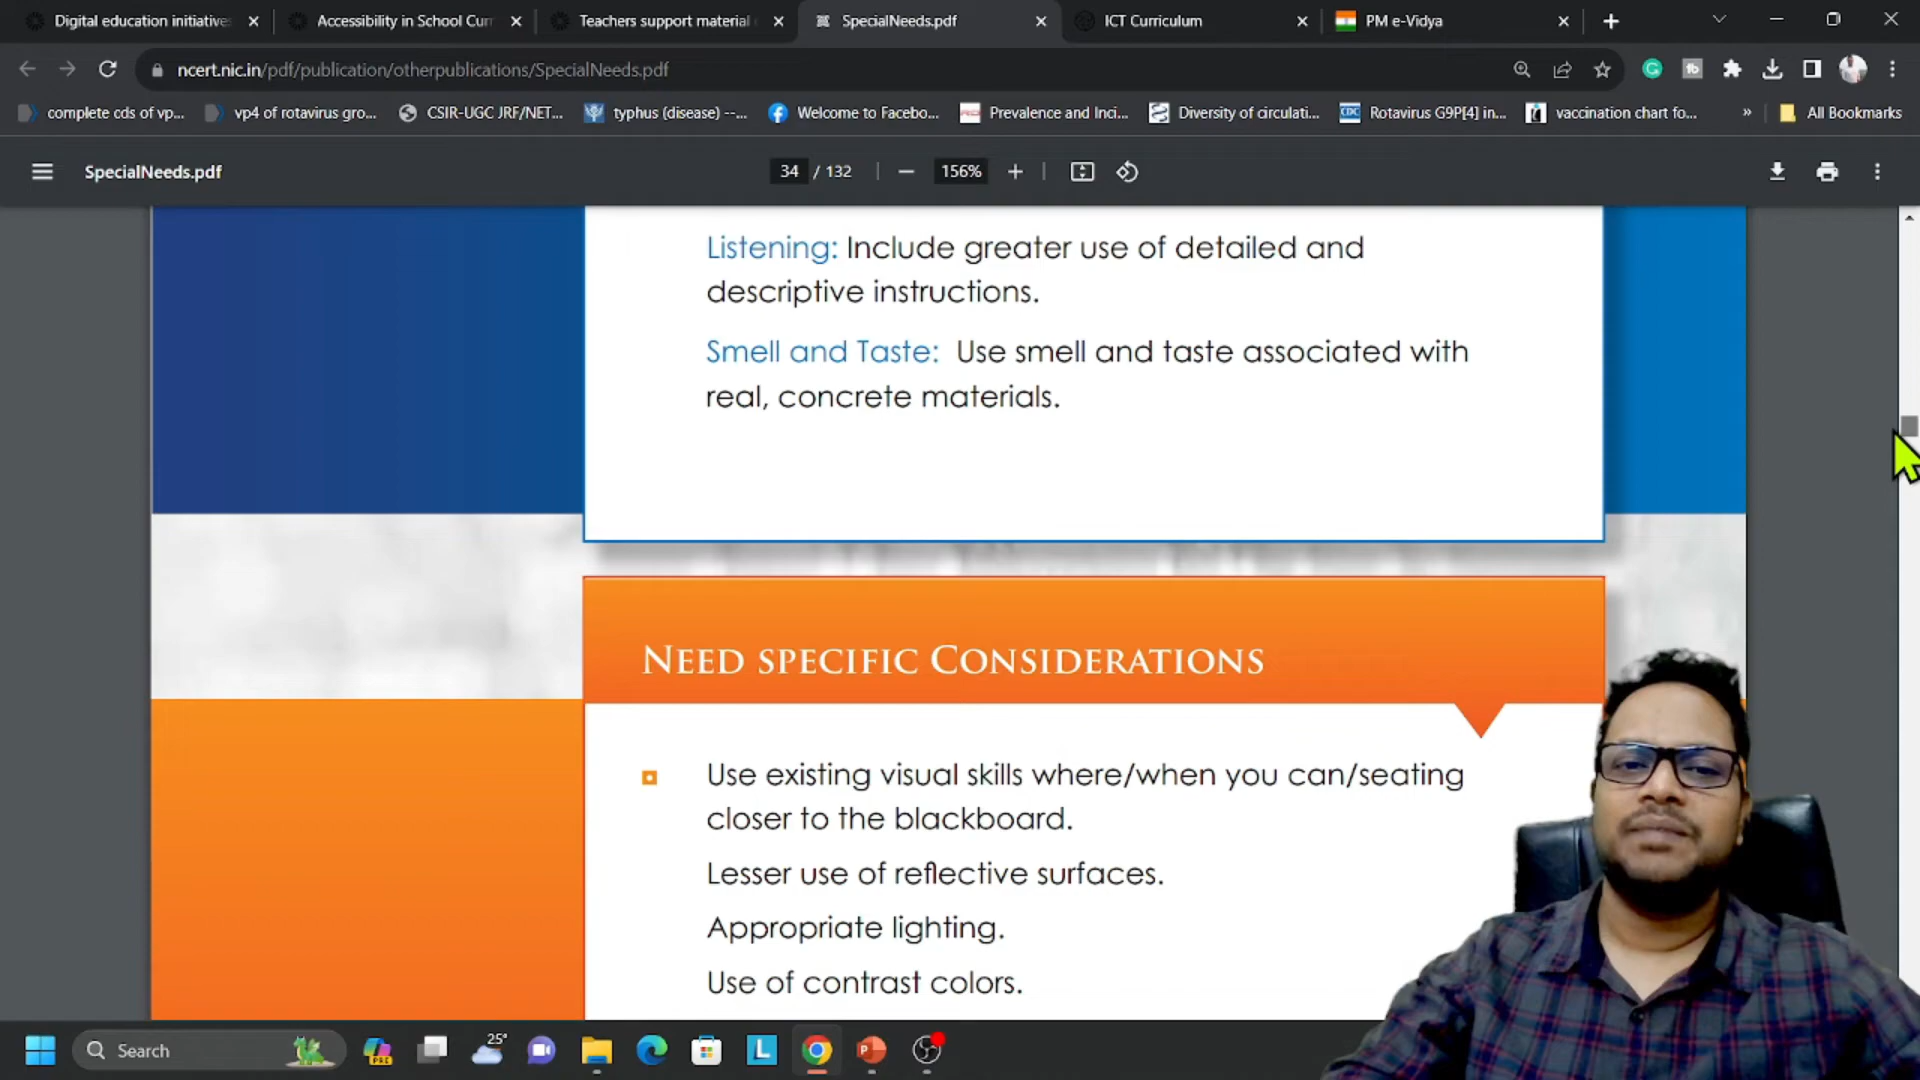 Digital education initiatives
Accessibility in School Curr
Teachers support material
SpecialNeeds.pdf
ICT Curriculum
PM e-Vidya
ncert.nic.in/pdf/publication/otherpublications/SpecialNeeds.pdf
complete cds of vp...
vp4 of rotavirus gro...
CSIR-UGC JRF/NET...
typhus (disease) --...
Welcome to Facebo...
Prevalence and Inci...
Diversity of circulati...
CDC
Rotavirus G9P[4] in...
vaccination chart fo...
»
All Bookmarks
SpecialNeeds.pdf
34 / 132
156%
Listening: Include greater use of detailed and
descriptive instructions.
Smell and Taste: Use smell and taste associated with
real, concrete materials.
NEED SPECIFIC CONSIDERATIONS
Use existing visual skills where/when you can/seating
closer to the blackboard.
Lesser use of reflective surfaces.
Appropriate lighting.
Use of contrast colors.
Search
PRE
25°
L
P